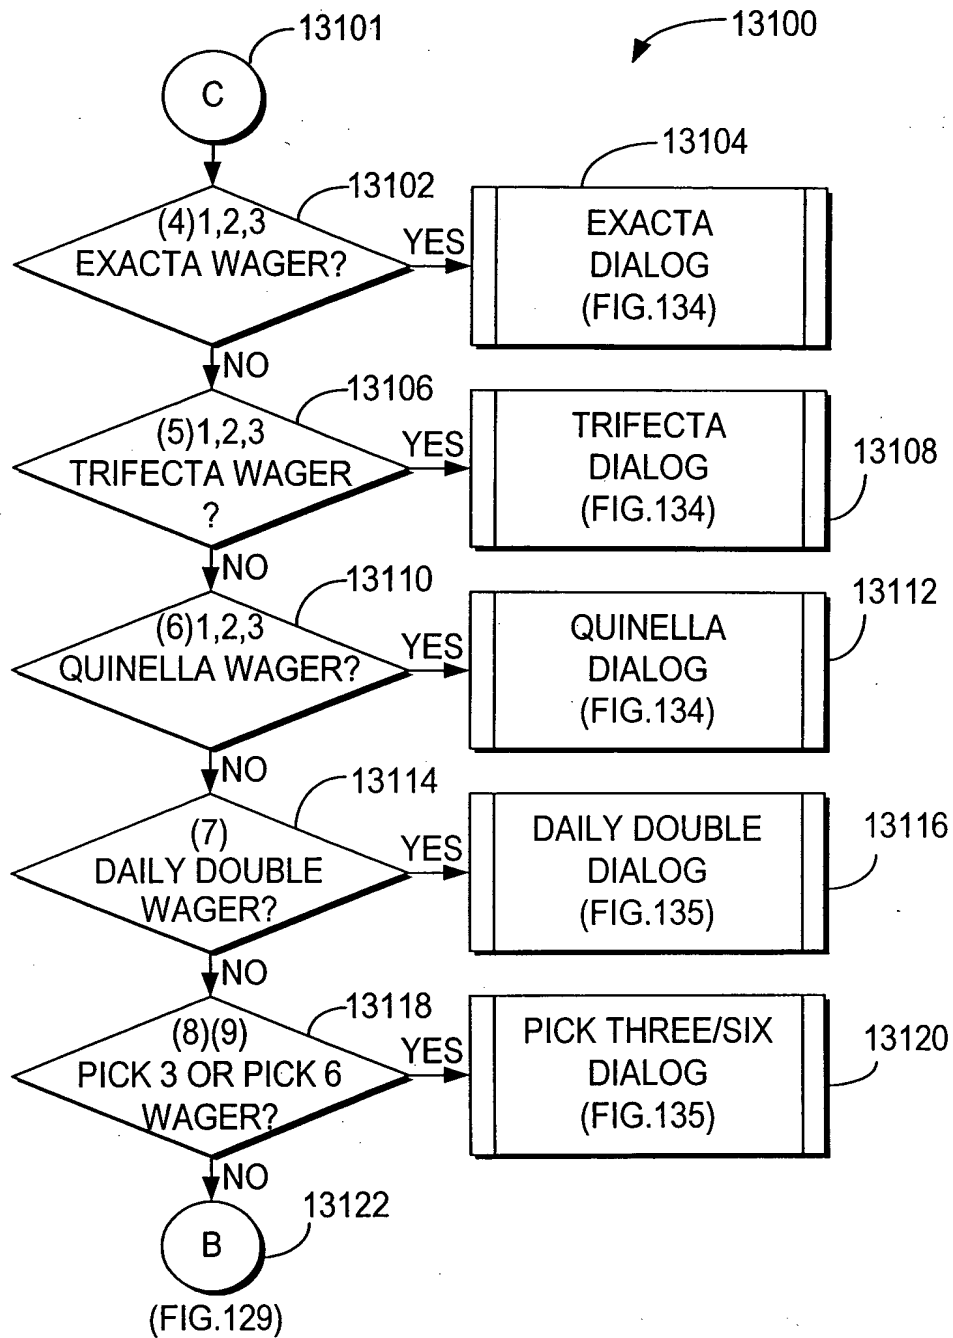 13101
13100
C
13102
13104
(4)1,2,3
EXACTA WAGER?
YES
EXACTA
DIALOG
(FIG.134)
NO
13106
(5)1,2,3
TRIFECTA WAGER
?
YES
TRIFECTA
DIALOG
(FIG.134)
13108
NO
13110
(6)1,2,3
QUINELLA WAGER?
YES
QUINELLA
DIALOG
(FIG.134)
13112
NO
13114
(7)
DAILY DOUBLE
WAGER?
YES
DAILY DOUBLE
DIALOG
(FIG.135)
13116
NO
13118
(8)(9)
PICK 3 OR PICK 6
WAGER?
YES
PICK THREE/SIX
DIALOG
(FIG.135)
13120
NO
13122
B
(FIG.129)